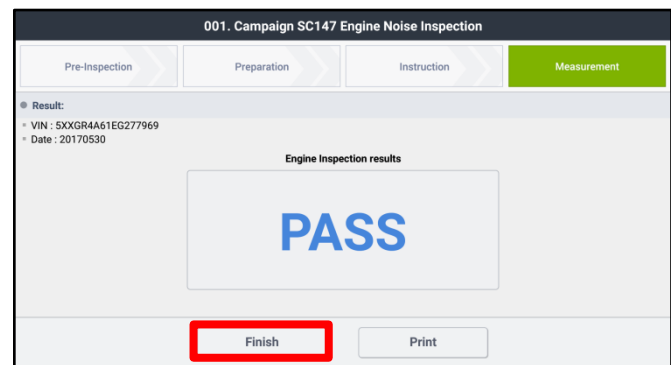 001. Campaign SC147 Engine Noise Inspection
Pre-Inspection Preparation Instruction Measurement
Result:
VIN : 5XXGR4A61EG277969
Date : 20170530
Engine Inspection results
PASS
Finish Print